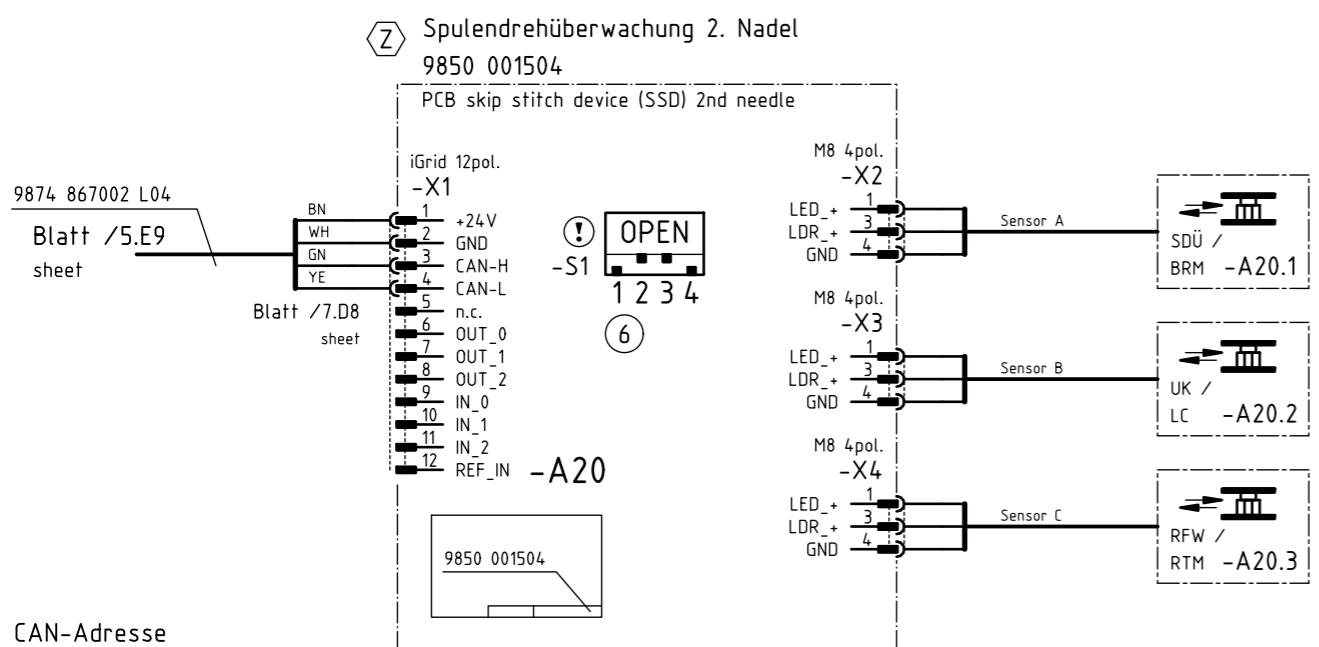 Z Spulendrehüberwachung 2. Nadel
9850 001504
PCB skip stitch device (SSD) 2nd needle
iGrid 12pol.
-X1
9874 867002 L04
Blatt /5.E9
sheet
BN
WH
GN
YE
Blatt /7.D8
sheet
1 +24V
2 GND
3 CAN-H
4 CAN-L
5 n.c.
6 OUT_0
7 OUT_1
8 OUT_2
9 IN_0
10 IN_1
11 IN_2
12 REF_IN
-A20
! OPEN
-S1
1 2 3 4
6
9850 001504
M8 4pol.
-X2
LED_+ 1
LDR_+ 3
GND 4
Sensor A
SDÜ /
BRM -A20.1
M8 4pol.
-X3
LED_+ 1
LDR_+ 3
GND 4
Sensor B
UK /
LC -A20.2
M8 4pol.
-X4
LED_+ 1
LDR_+ 3
GND 4
Sensor C
RFW /
RTM -A20.3
CAN-Adresse